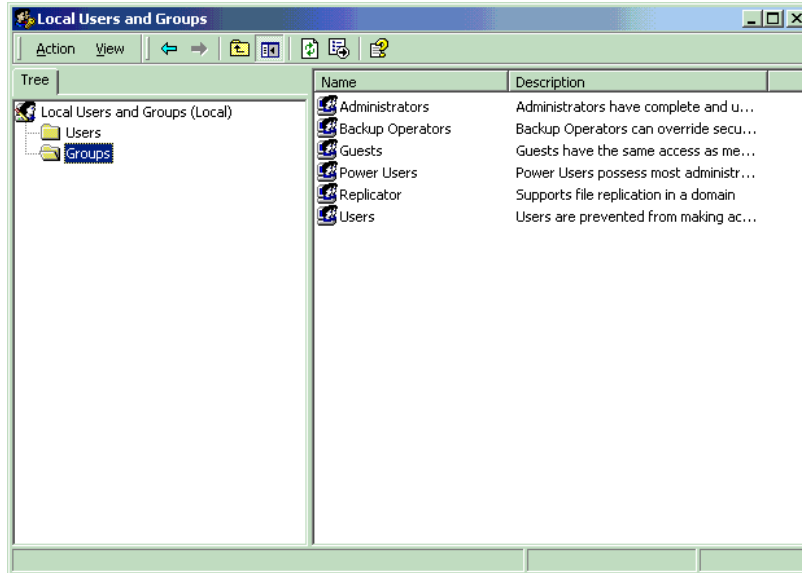 Local Users and Groups
Action View
Tree
Local Users and Groups (Local)
Users
Groups
Name Description
Administrators Administrators have complete and u...
Backup Operators Backup Operators can override secu...
Guests Guests have the same access as me...
Power Users Power Users possess most administr...
Replicator Supports file replication in a domain
Users Users are prevented from making ac...